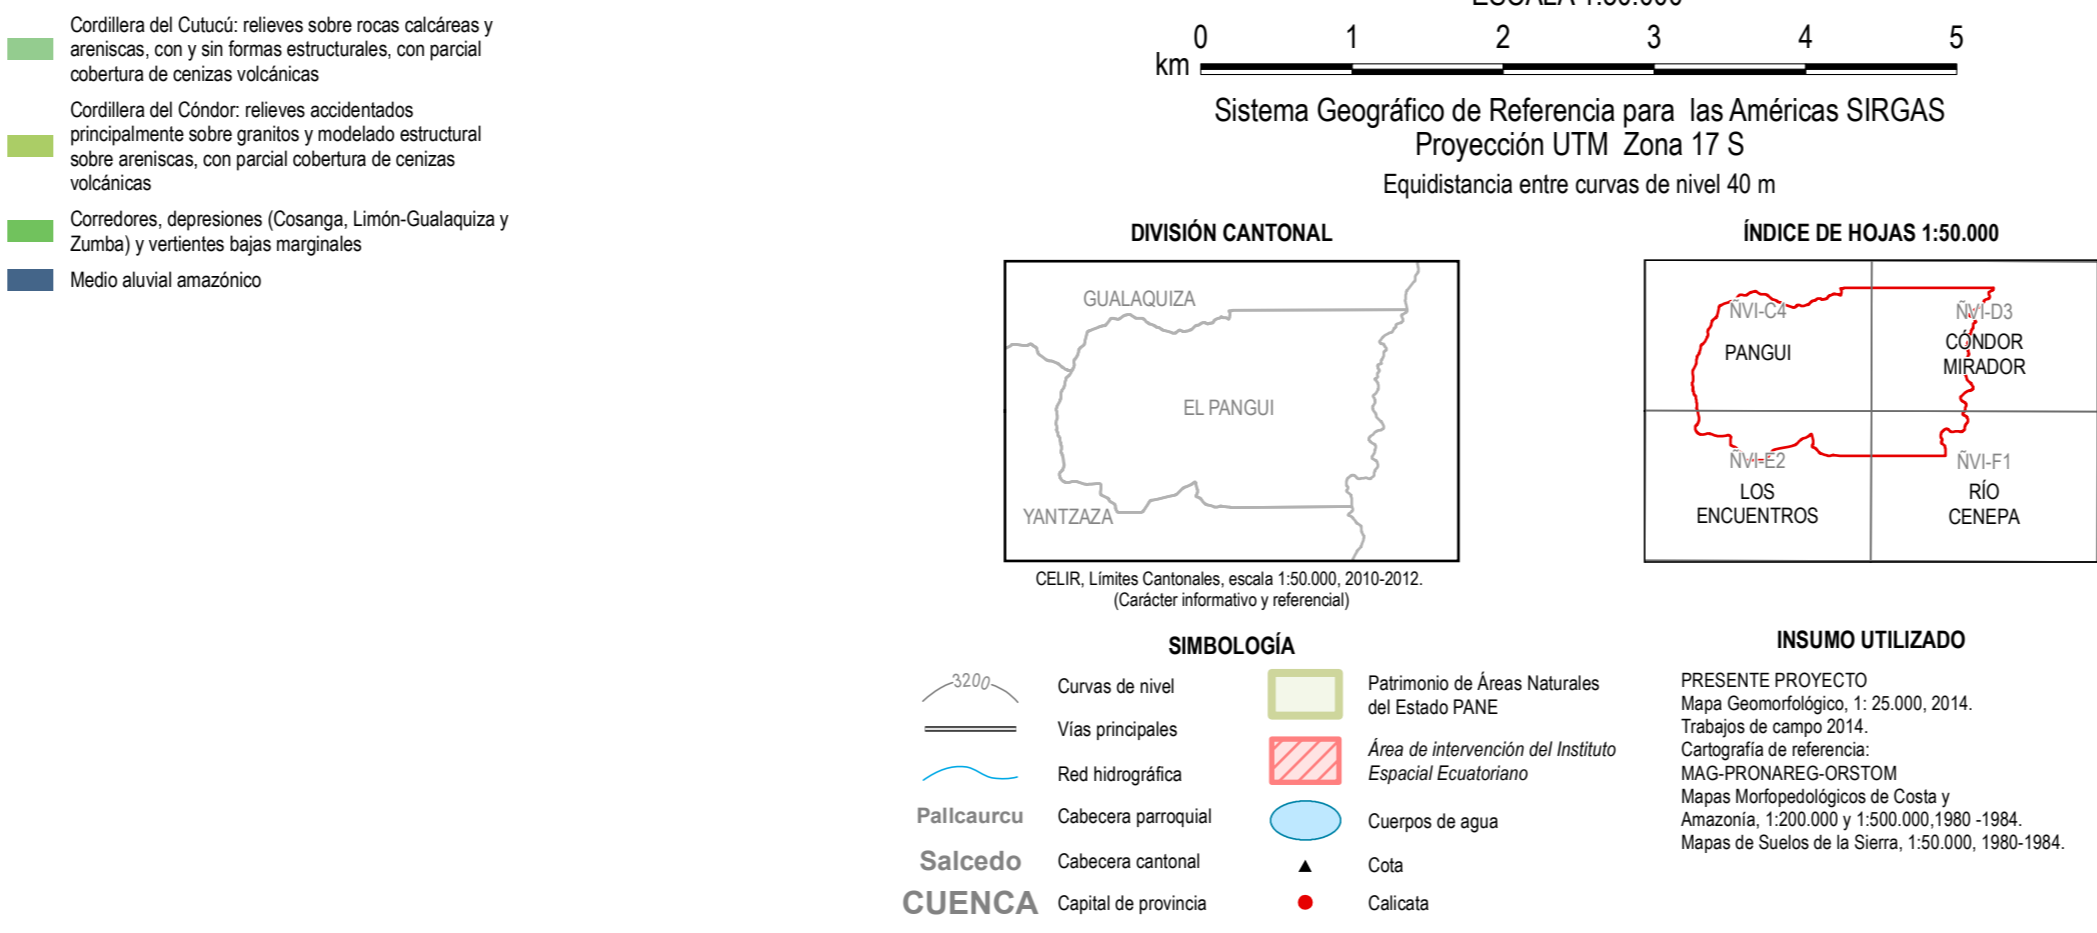 Cordillera del Cutucú: relieves sobre rocas calcáreas y
areniscas, con y sin formas estructurales, con parcial
cobertura de cenizas volcánicas
Cordillera del Cóndor: relieves accidentados
principalmente sobre granitos y modelado estructural
sobre areniscas, con parcial cobertura de cenizas
volcánicas
Corredores, depresiones (Cosanga, Limón-Gualaquiza y
Zumba) y vertientes bajas marginales
Medio aluvial amazónico
ESCALA 1:50.000
0 1 2 3 4 5
km
Sistema Geográfico de Referencia para las Américas SIRGAS
Proyección UTM Zona 17 S
Equidistancia entre curvas de nivel 40 m
DIVISIÓN CANTONAL
GUALAQUIZA
EL PANGUI
YANTZAZA
CELIR, Límites Cantonales, escala 1:50.000, 2010-2012.
(Carácter informativo y referencial)
ÍNDICE DE HOJAS 1:50.000
ÑVI-C4
PANGUI
ÑVI-D3
CÓNDOR
MIRADOR
ÑVI-E2
LOS
ENCUENTROS
ÑVI-F1
RÍO
CENEPA
SIMBOLOGÍA
3200
Curvas de nivel
Vías principales
Red hidrográfica
Pallcaurcu Cabecera parroquial
Salcedo Cabecera cantonal
CUENCA Capital de provincia
Patrimonio de Áreas Naturales
del Estado PANE
Área de intervención del Instituto
Espacial Ecuatoriano
Cuerpos de agua
Cota
Calicata
INSUMO UTILIZADO
PRESENTE PROYECTO
Mapa Geomorfológico, 1: 25.000, 2014.
Trabajos de campo 2014.
Cartografía de referencia:
MAG-PRONAREG-ORSTOM
Mapas Morfopedológicos de Costa y
Amazonía, 1:200.000 y 1:500.000,1980 -1984.
Mapas de Suelos de la Sierra, 1:50.000, 1980-1984.